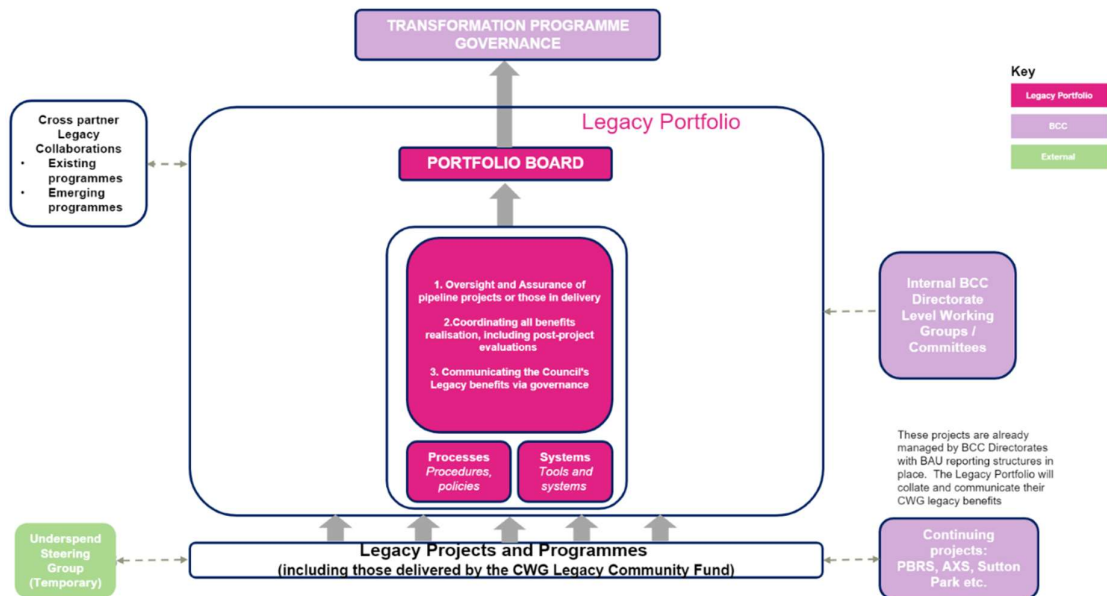 TRANSFORMATION PROGRAMME
GOVERNANCE
Key
Legacy Portfolio
BCC
External
Cross partner
Legacy
Collaborations
• Existing
programmes
• Emerging
programmes
Legacy Portfolio
PORTFOLIO BOARD
1. Oversight and Assurance of
pipeline projects or those in delivery
2.Coordinating all benefits
realisation, including post-project
evaluations
3. Communicating the Council's
Legacy benefits via governance
Processes
Procedures,
policies
Systems
Tools and
systems
Internal BCC
Directorate
Level Working
Groups /
Committees
These projects are already
managed by BCC Directorates
with BAU reporting structures in
place. The Legacy Portfolio will
collate and communicate their
CWG legacy benefits
Underspend
Steering
Group
(Temporary)
Legacy Projects and Programmes
(including those delivered by the CWG Legacy Community Fund)
Continuing
projects:
PBRS, AXS, Sutton
Park etc.